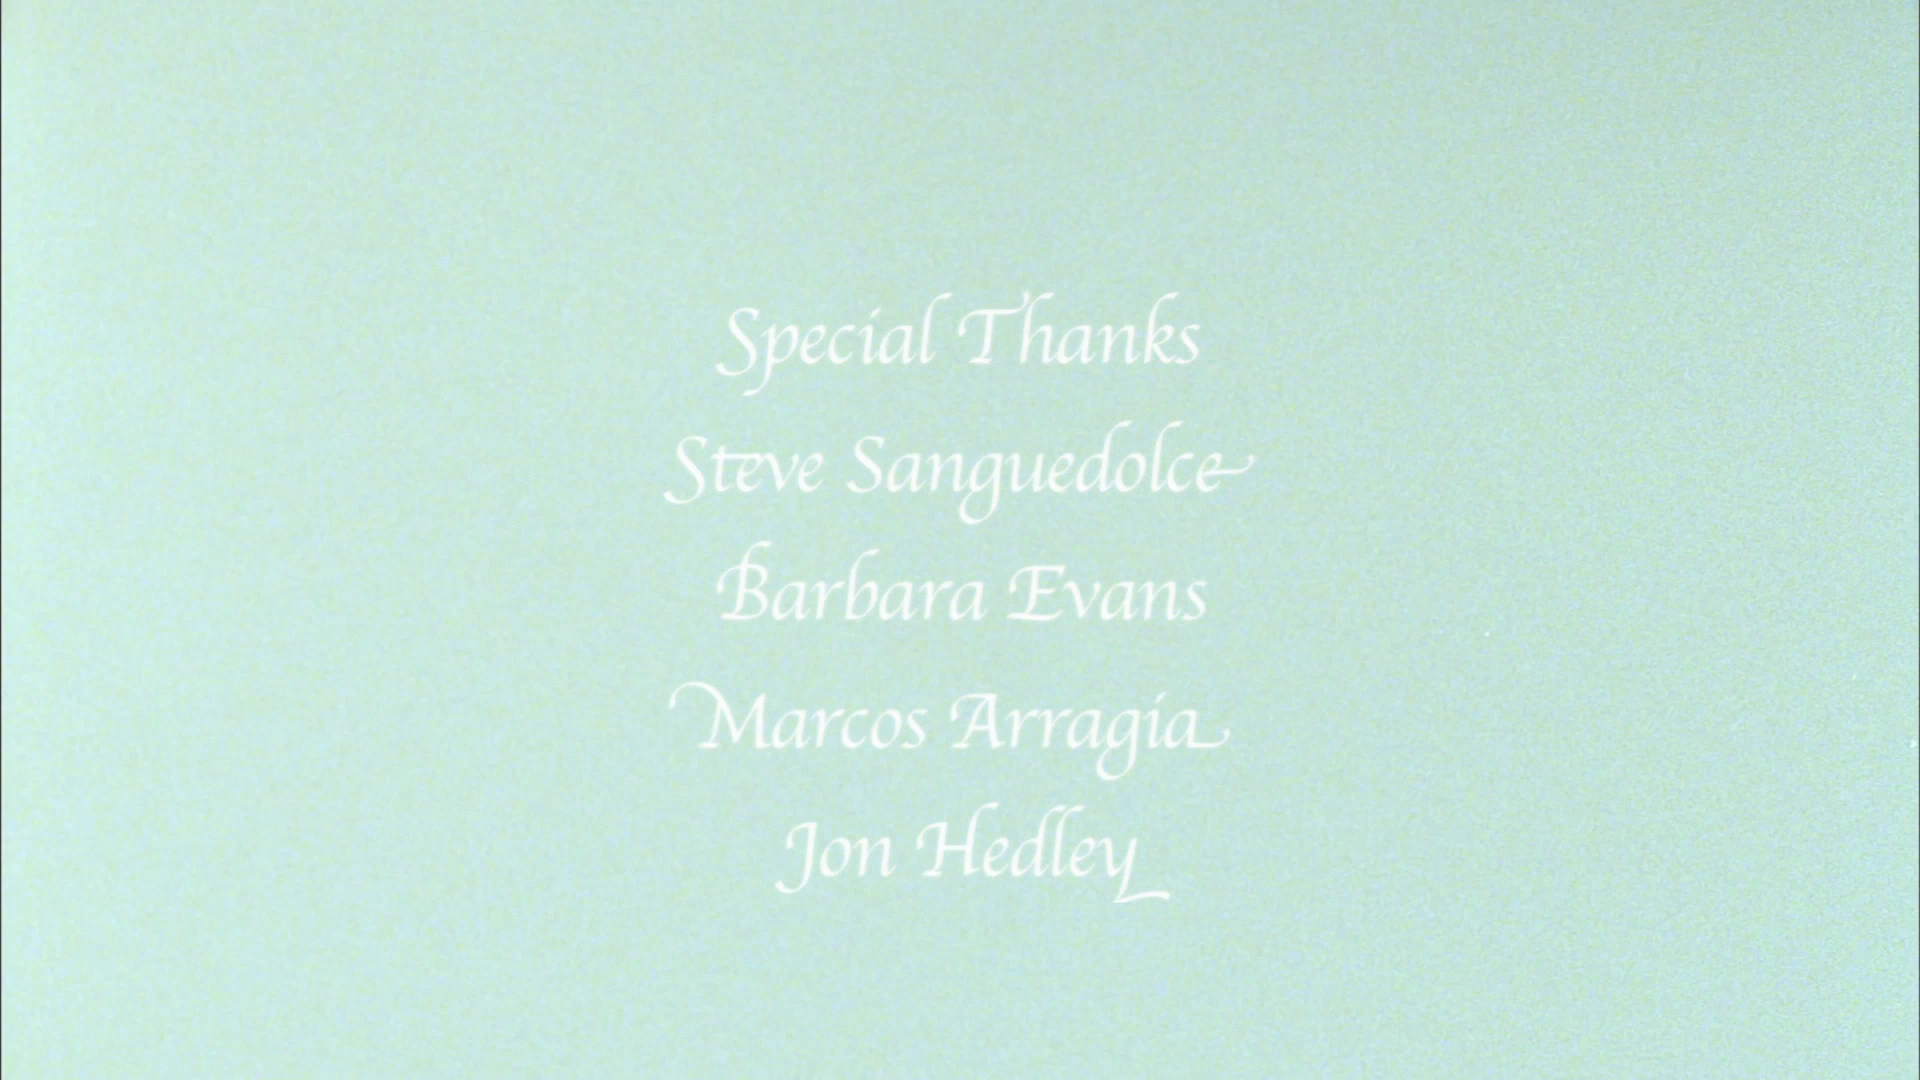 Special Thanks
Steve Sanguedolce
Barbara Evans
Marcos Arragia
Jon Hedley